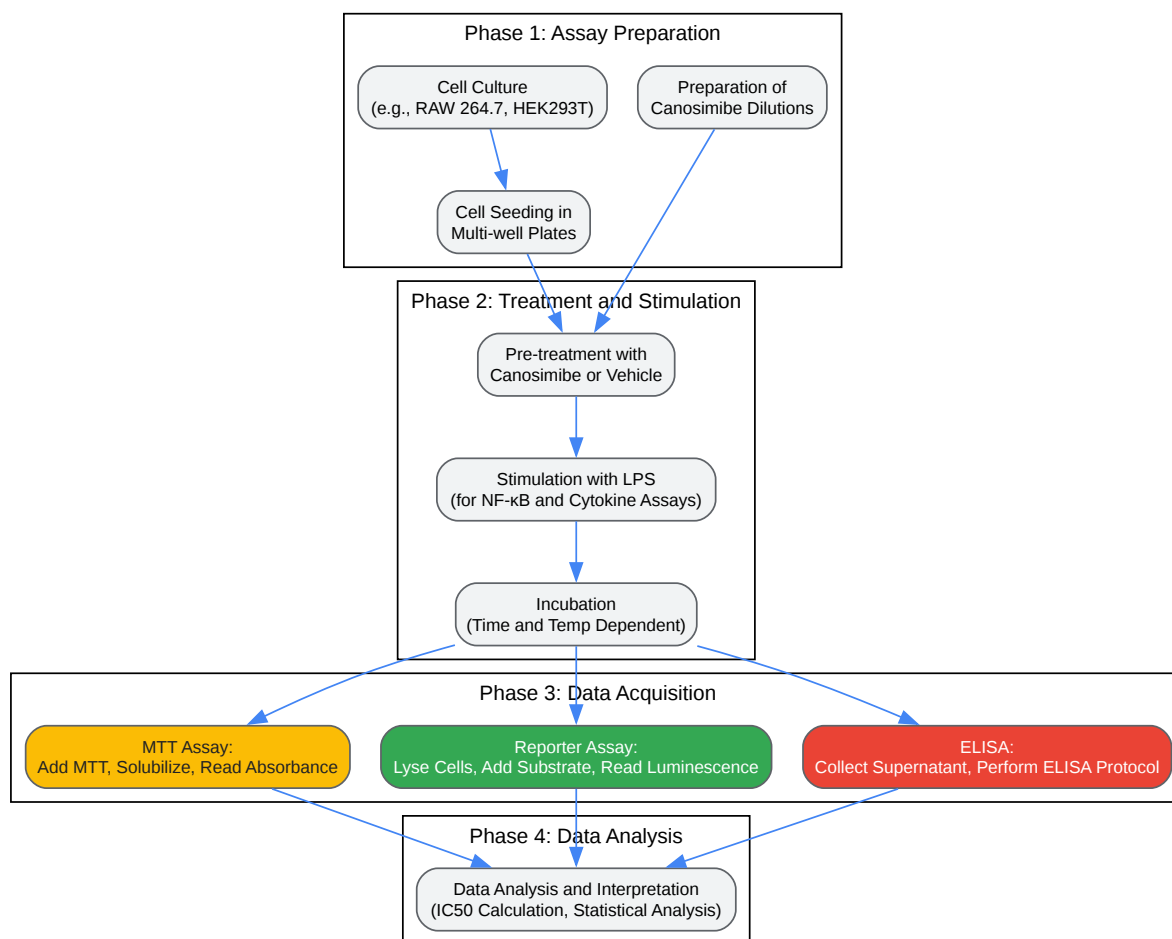 Phase 1: Assay Preparation
Cell Culture
(e.g., RAW 264.7, HEK293T)
Preparation of
Canosimibe Dilutions
Cell Seeding in
Multi-well Plates
Phase 2: Treatment and Stimulation
Pre-treatment with
Canosimibe or Vehicle
Stimulation with LPS
(for NF-κB and Cytokine Assays)
Incubation
(Time and Temp Dependent)
Phase 3: Data Acquisition
MTT Assay:
Add MTT, Solubilize, Read Absorbance
Reporter Assay:
Lyse Cells, Add Substrate, Read Luminescence
ELISA:
Collect Supernatant, Perform ELISA Protocol
Phase 4: Data Analysis
Data Analysis and Interpretation
(IC50 Calculation, Statistical Analysis)